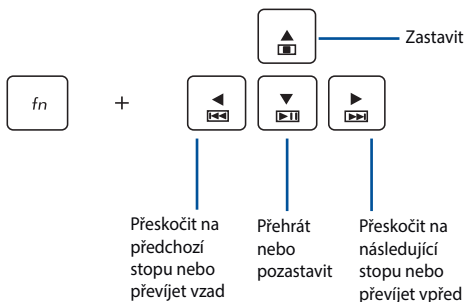 Zastavit
fn
+
Přeskočit na
předchozí
stopu nebo
převíjet vzad
Přehrát
nebo
pozastavit
Přeskočit na
následující
stopu nebo
převíjet vpřed